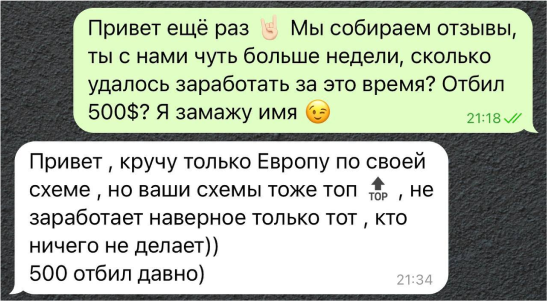 Привет ещё раз 🤘🏻 Мы собираем отзывы,
ты с нами чуть больше недели, сколько
удалось заработать за это время? Отбил
500$? Я замажу имя 😉
21:18
Привет , кручу только Европу по своей
схеме , но ваши схемы тоже топ 🔝 , не
заработает наверное только тот , кто
ничего не делает))
500 отбил давно)
21:34